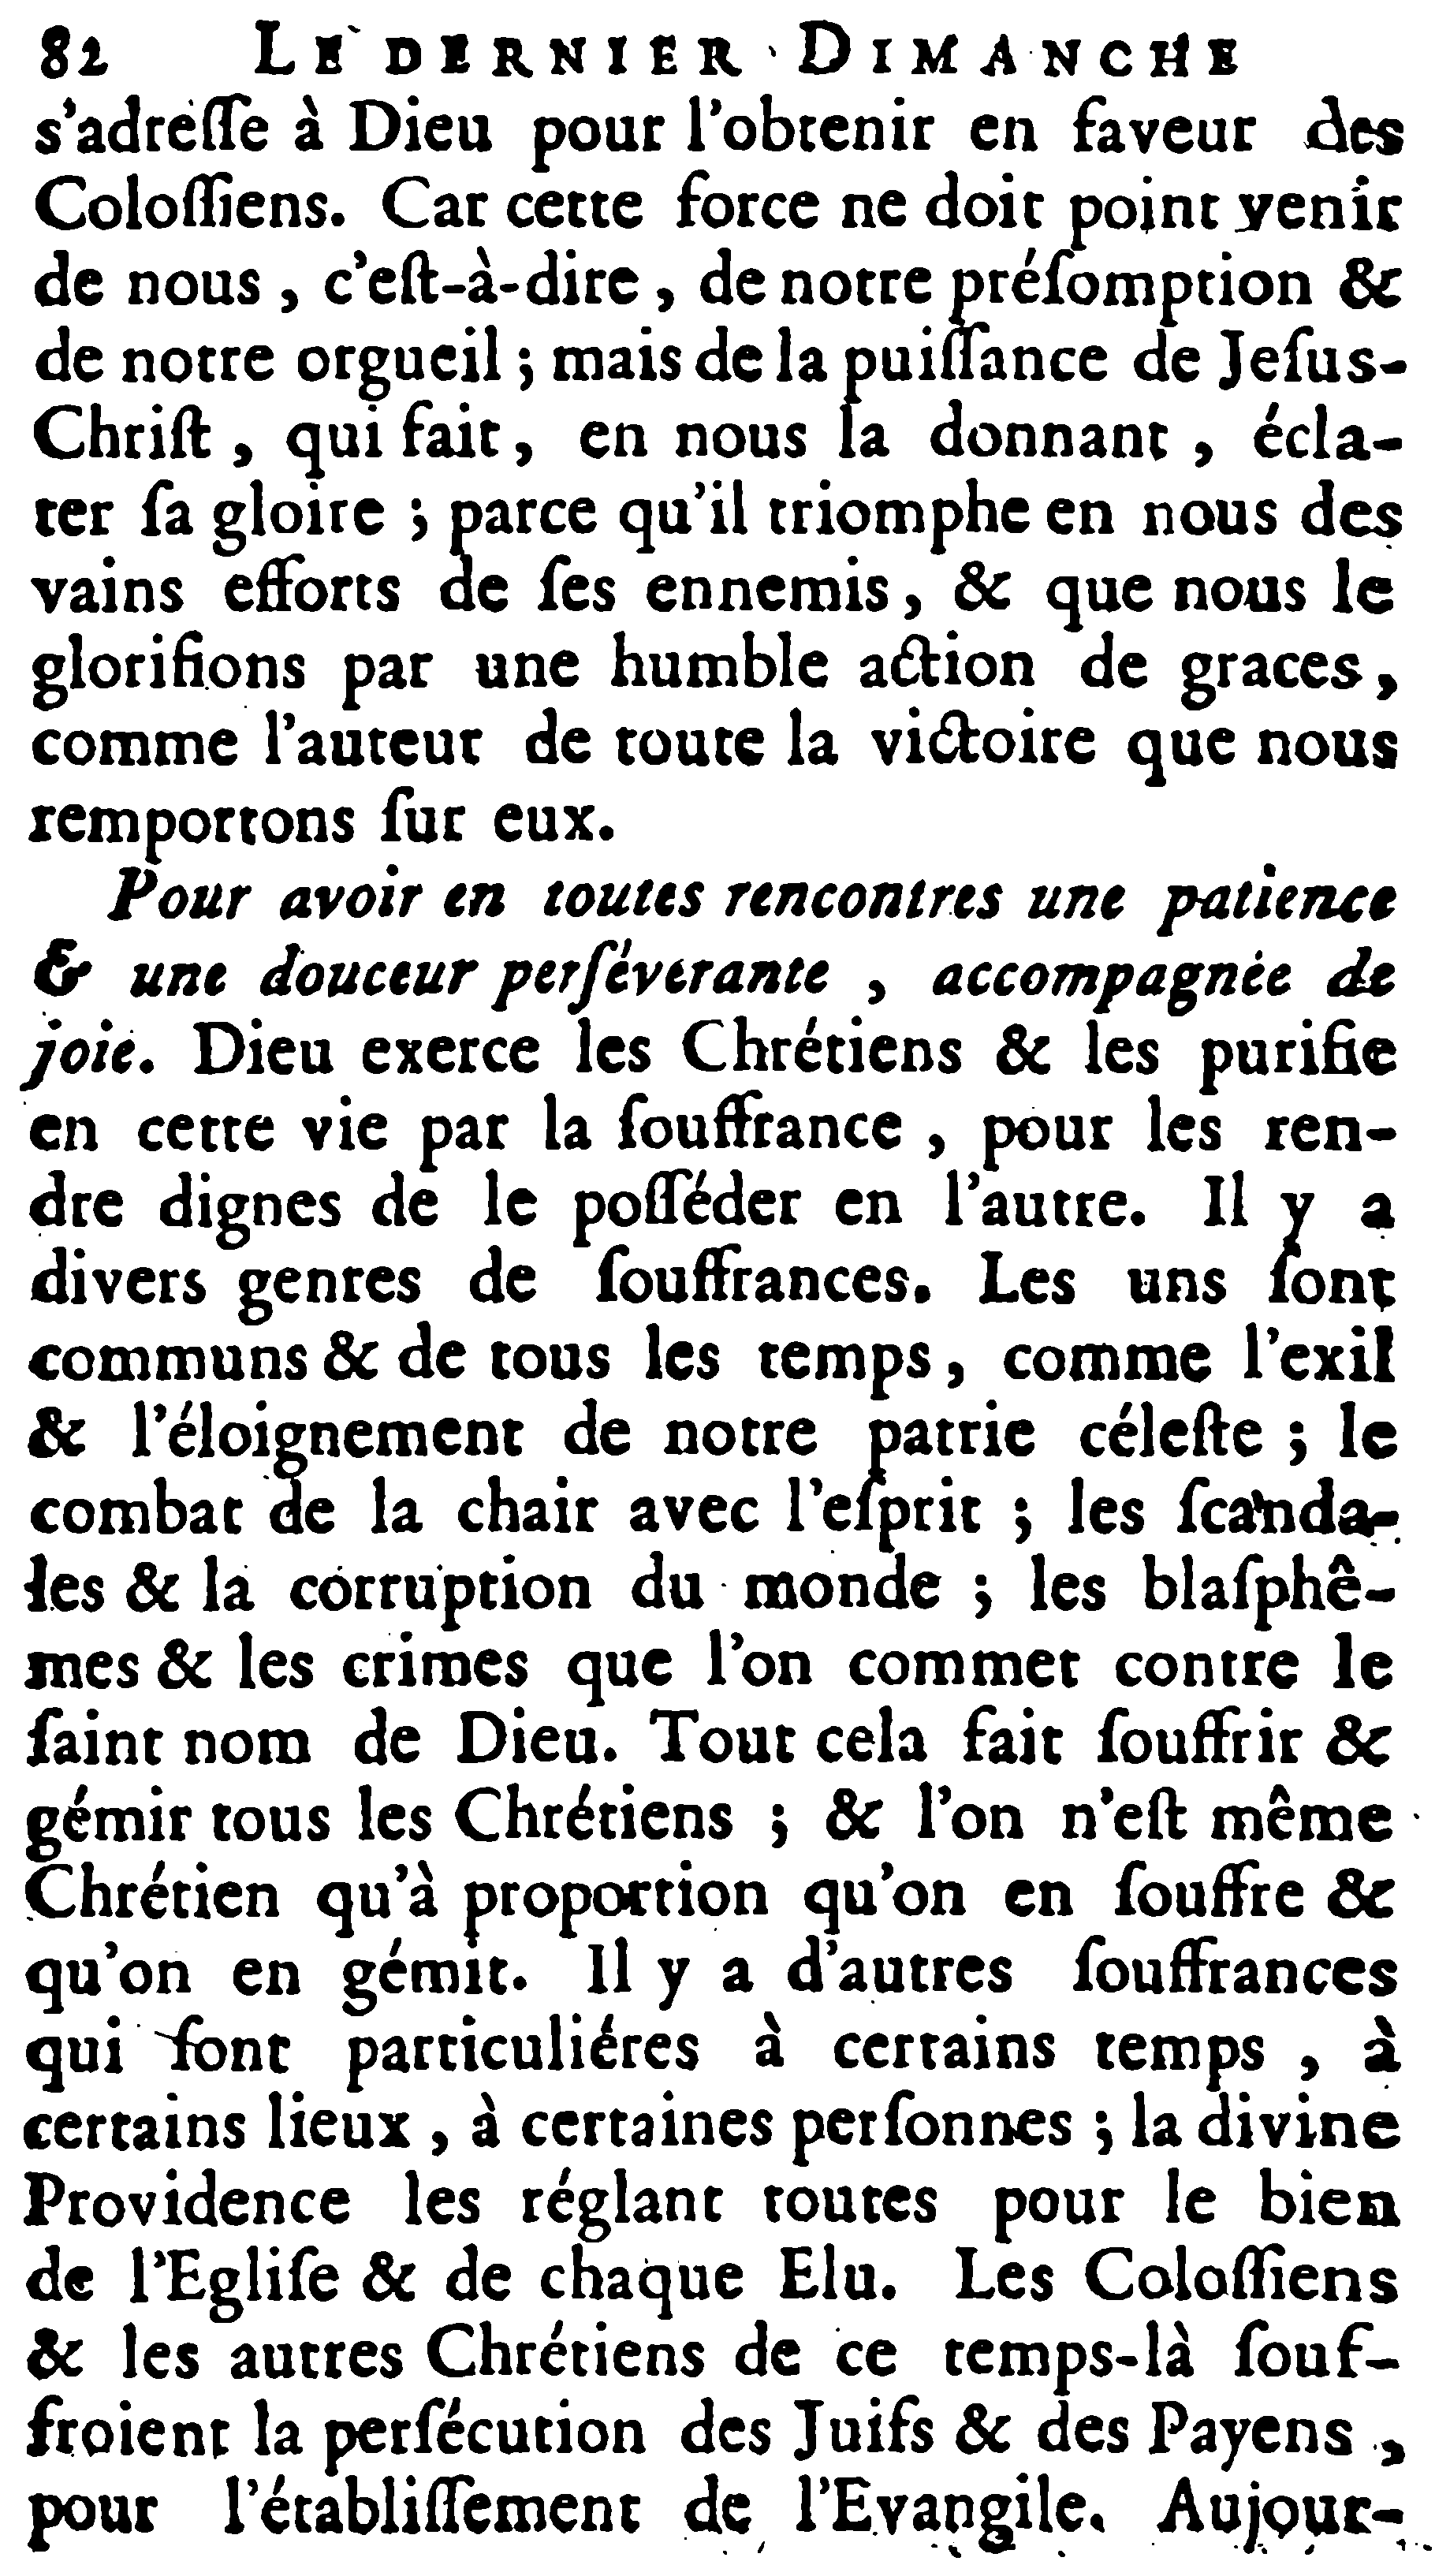 82 LE DERNIER DIMANCHE
s'adreſſe à Dieu pour l'obtenir en faveur des
Coloſſiens. Car cette force ne doit point venir
de nous, c'eſt-à-dire, de notre préſomption &
de notre orgueil; mais de la puiſſance de Jeſus-
Chriſt, qui fait, en nous la donnant, écla-
ter ſa gloire; parce qu'il triomphe en nous des
vains efforts de ſes ennemis, & que nous le
glorifions par une humble action de graces,
comme l'auteur de toute la victoire que nous
remportons ſur eux.
Pour avoir en toutes rencontres une patience
& une douceur perſévérante, accompagnée de
joie. Dieu exerce les Chrétiens & les purifie
en cette vie par la ſouffrance, pour les ren-
dre dignes de le poſſéder en l'autre. Il y a
divers genres de ſouffrances. Les uns ſont
communs & de tous les temps, comme l'exil
& l'éloignement de notre patrie céleſte; le
combat de la chair avec l'eſprit; les ſcanda-
les & la corruption du monde; les blaſphê-
mes & les crimes que l'on commet contre le
ſaint nom de Dieu. Tout cela fait ſouffrir &
gémir tous les Chrétiens; & l'on n'eſt même
Chrétien qu'à proportion qu'on en ſouffre &
qu'on en gémit. Il y a d'autres ſouffrances
qui ſont particuliéres à certains temps, à
certains lieux, à certaines perſonnes; la divine
Providence les réglant toutes pour le bien
de l'Egliſe & de chaque Elu. Les Coloſſiens
& les autres Chrétiens de ce temps-là ſouf-
froient la perſécution des Juifs & des Payens,
pour l'établiſſement de l'Evangile. Aujour-